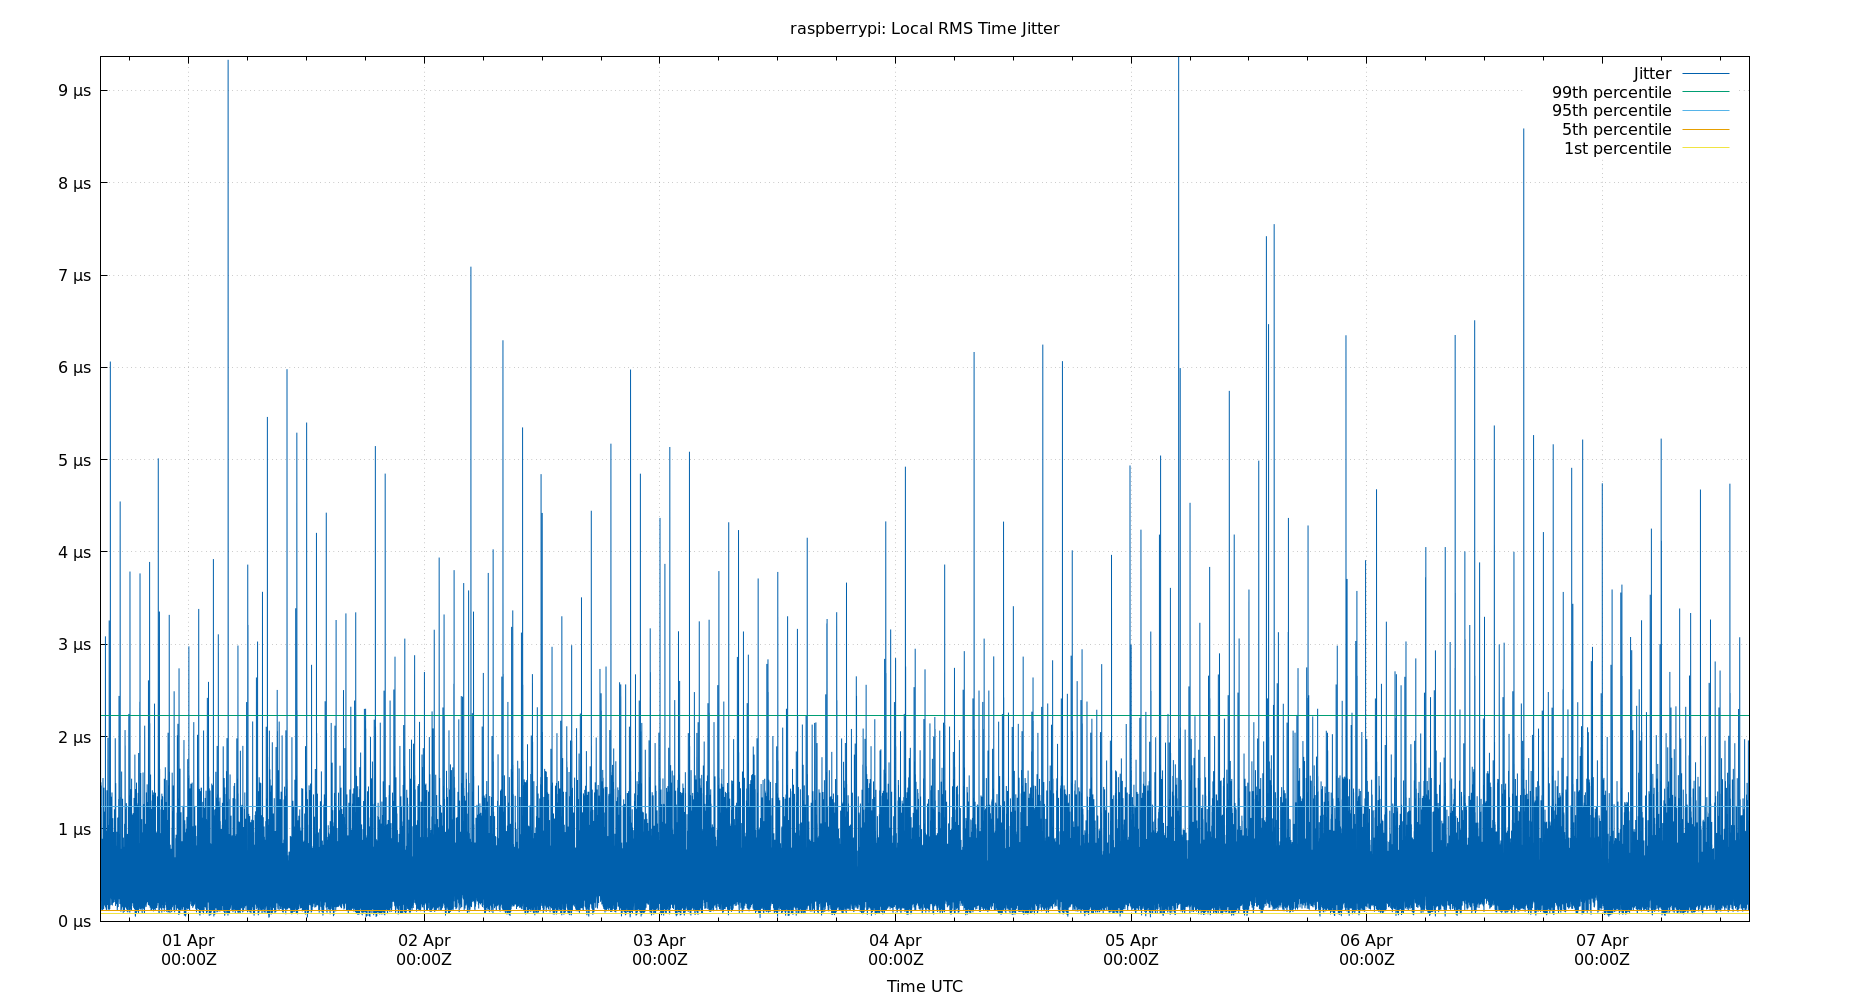 raspberrypi: Local RMS Time Jitter
Jitter
99th percentile
95th percentile
5th percentile
1st percentile
9 µs
8 µs
7 µs
6 µs
5 µs
4 µs
3 µs
2 µs
1 µs
0 µs
01 Apr 02 Apr 03 Apr 04 Apr 05 Apr 06 Apr 07 Apr
00:00Z 00:00Z 00:00Z 00:00Z 00:00Z 00:00Z 00:00Z
Time UTC